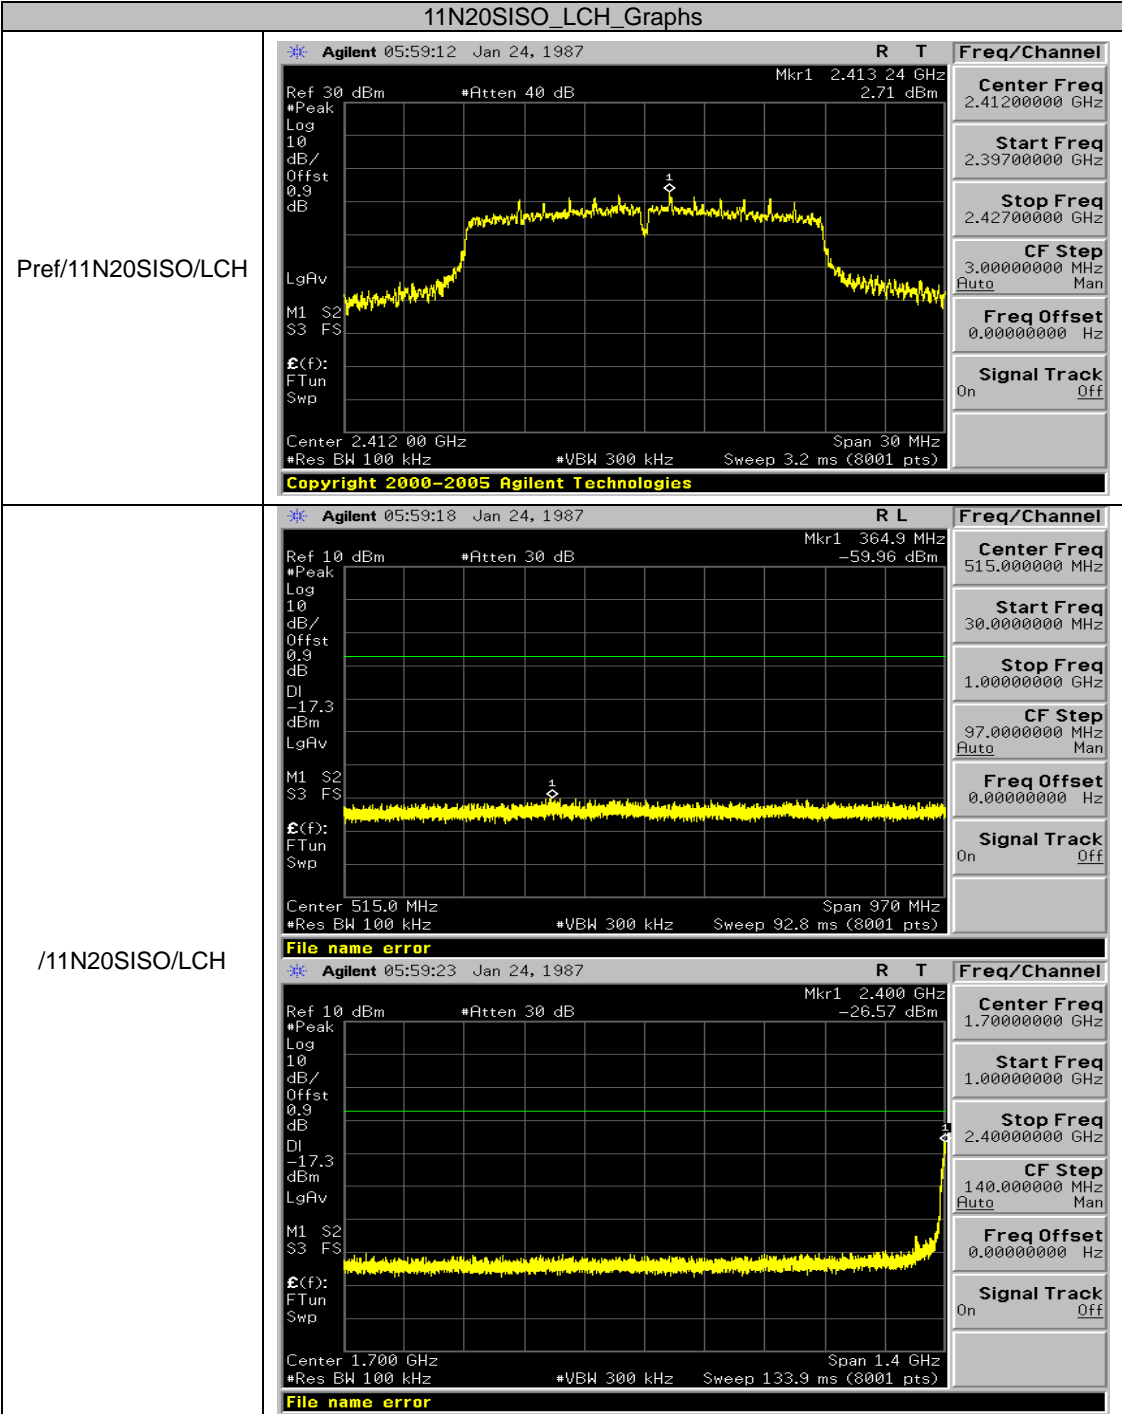 11N20SISO_LCH_Graphs
Pref/11N20SISO/LCH
Agilent 05:59:12 Jan 24, 1987 R T
Mkr1 2.413 24 GHz
Ref 30 dBm #Atten 40 dB 2.71 dBm
#Peak
Log
10
dB/
Offst
0.9
dB
1
LgAv
M1 S2
S3 FS
£(f):
FTun
Swp
Center 2.412 00 GHz Span 30 MHz
#Res BW 100 kHz #VBW 300 kHz Sweep 3.2 ms (8001 pts)
Copyright 2000-2005 Agilent Technologies
Freq/Channel
Center Freq
2.41200000 GHz
Start Freq
2.39700000 GHz
Stop Freq
2.42700000 GHz
CF Step
3.00000000 MHz
Auto Man
Freq Offset
0.00000000 Hz
Signal Track
On Off
/11N20SISO/LCH
Agilent 05:59:18 Jan 24, 1987 R L
Mkr1 364.9 MHz
Ref 10 dBm #Atten 30 dB -59.96 dBm
#Peak
Log
10
dB/
Offst
0.9
dB
DI
-17.3
dBm
LgAv
1
M1 S2
S3 FS
£(f):
FTun
Swp
Center 515.0 MHz Span 970 MHz
#Res BW 100 kHz #VBW 300 kHz Sweep 92.8 ms (8001 pts)
File name error
Freq/Channel
Center Freq
515.000000 MHz
Start Freq
30.0000000 MHz
Stop Freq
1.00000000 GHz
CF Step
97.0000000 MHz
Auto Man
Freq Offset
0.00000000 Hz
Signal Track
On Off
Agilent 05:59:23 Jan 24, 1987 R T
Mkr1 2.400 GHz
Ref 10 dBm #Atten 30 dB -26.57 dBm
#Peak
Log
10
dB/
Offst
0.9
dB
1
DI
-17.3
dBm
LgAv
M1 S2
S3 FS
£(f):
FTun
Swp
Center 1.700 GHz Span 1.4 GHz
#Res BW 100 kHz #VBW 300 kHz Sweep 133.9 ms (8001 pts)
File name error
Freq/Channel
Center Freq
1.70000000 GHz
Start Freq
1.00000000 GHz
Stop Freq
2.40000000 GHz
CF Step
140.000000 MHz
Auto Man
Freq Offset
0.00000000 Hz
Signal Track
On Off